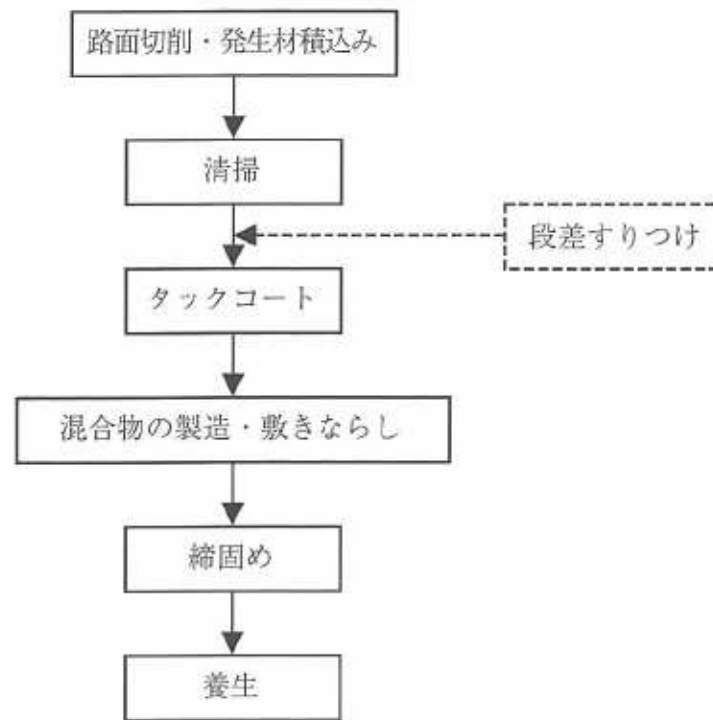 路面切削・発生材積込み
清掃
段差すりつけ
タックコート
混合物の製造・敷きならし
締固め
養生